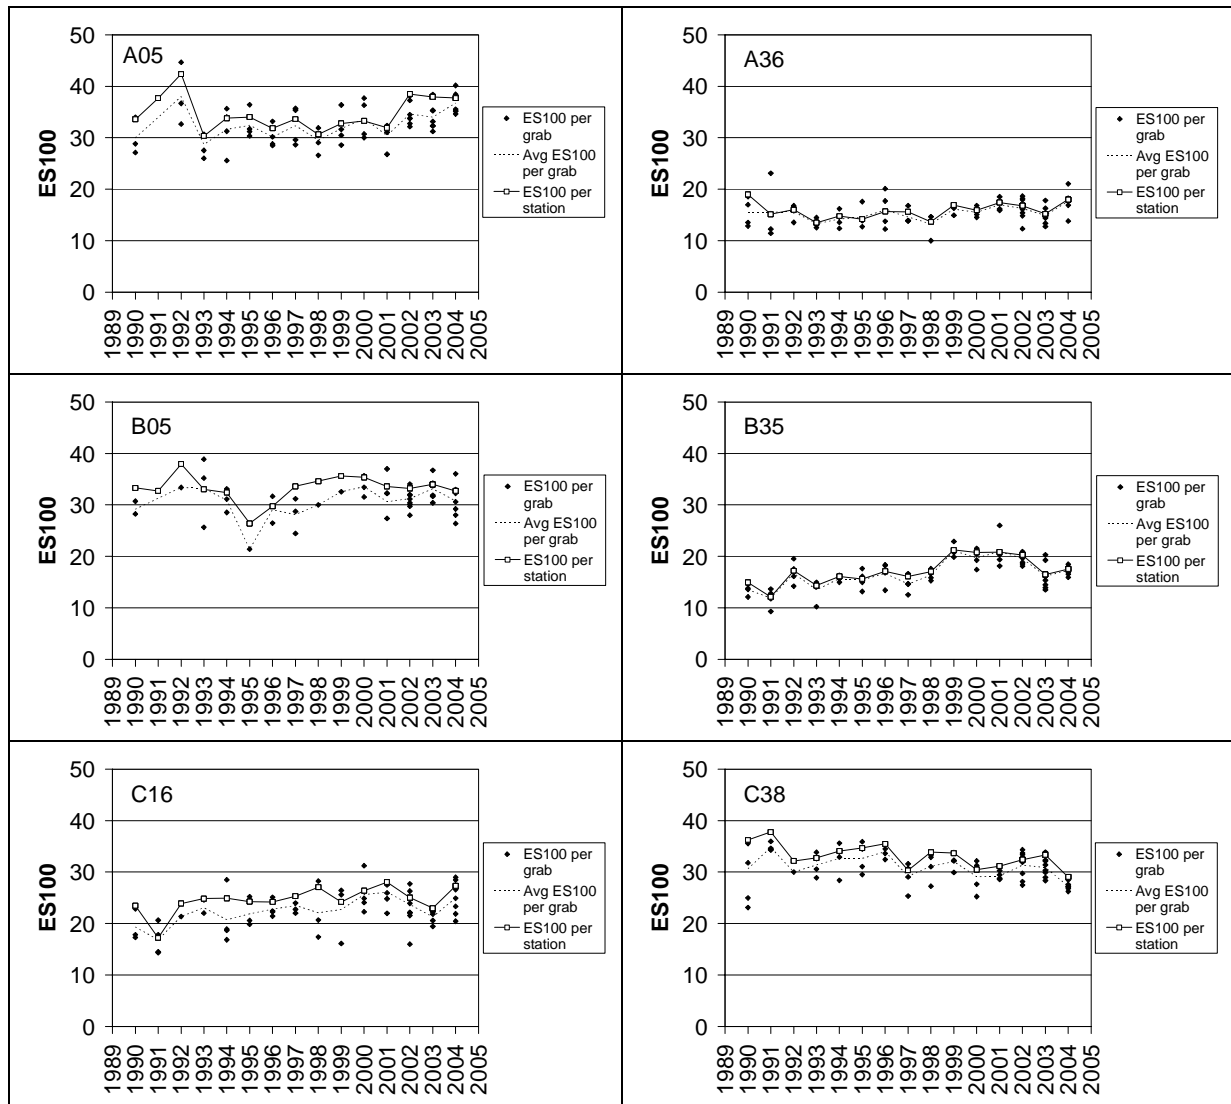 A05
ES100
50
40
30
20
10
0
1989
1990
1991
1992
1993
1994
1995
1996
1997
1998
1999
2000
2001
2002
2003
2004
2005
ES100 per
grab
Avg ES100
per grab
ES100 per
station
A36
ES100
50
40
30
20
10
0
1989
1990
1991
1992
1993
1994
1995
1996
1997
1998
1999
2000
2001
2002
2003
2004
2005
ES100 per
grab
Avg ES100
per grab
ES100 per
station
B05
ES100
50
40
30
20
10
0
1989
1990
1991
1992
1993
1994
1995
1996
1997
1998
1999
2000
2001
2002
2003
2004
2005
ES100 per
grab
Avg ES100
per grab
ES100 per
station
B35
ES100
50
40
30
20
10
0
1989
1990
1991
1992
1993
1994
1995
1996
1997
1998
1999
2000
2001
2002
2003
2004
2005
ES100 per
grab
Avg ES100
per grab
ES100 per
station
C16
ES100
50
40
30
20
10
0
1989
1990
1991
1992
1993
1994
1995
1996
1997
1998
1999
2000
2001
2002
2003
2004
2005
ES100 per
grab
Avg ES100
per grab
ES100 per
station
C38
ES100
50
40
30
20
10
0
1989
1990
1991
1992
1993
1994
1995
1996
1997
1998
1999
2000
2001
2002
2003
2004
2005
ES100 per
grab
Avg ES100
per grab
ES100 per
station